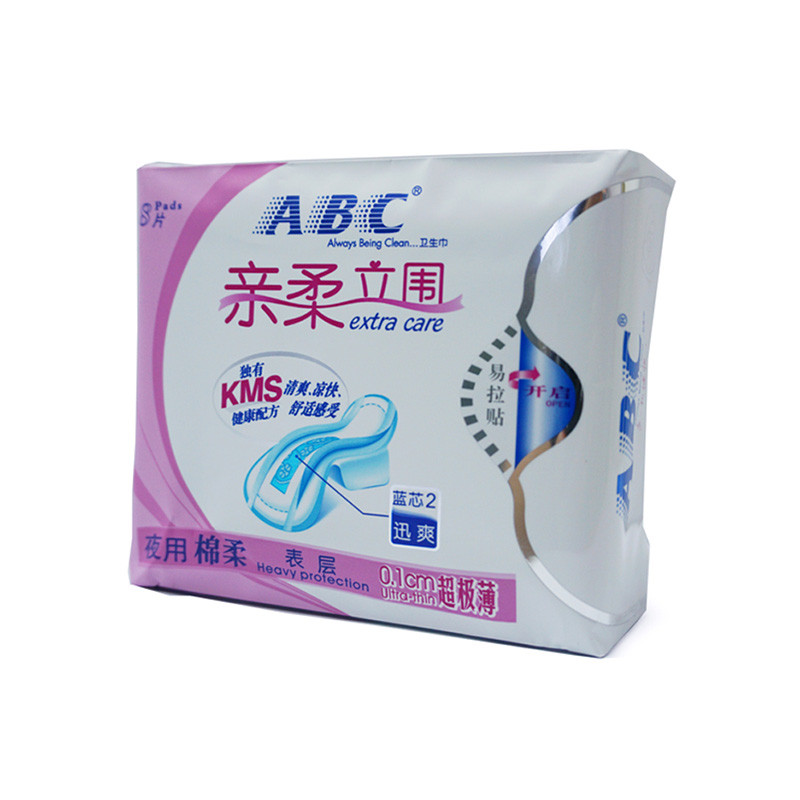 8 Pads
片
ABC®
Always Being Clean...卫生巾
亲柔立围
extra care
独有
KMS
健康配方
清爽、凉快、
舒适感受
蓝芯2
迅爽
易拉贴
开启
OPEN
ABC®
夜用 棉柔 表层
Heavy protection
0.1cm 超极薄
Ultra-thin